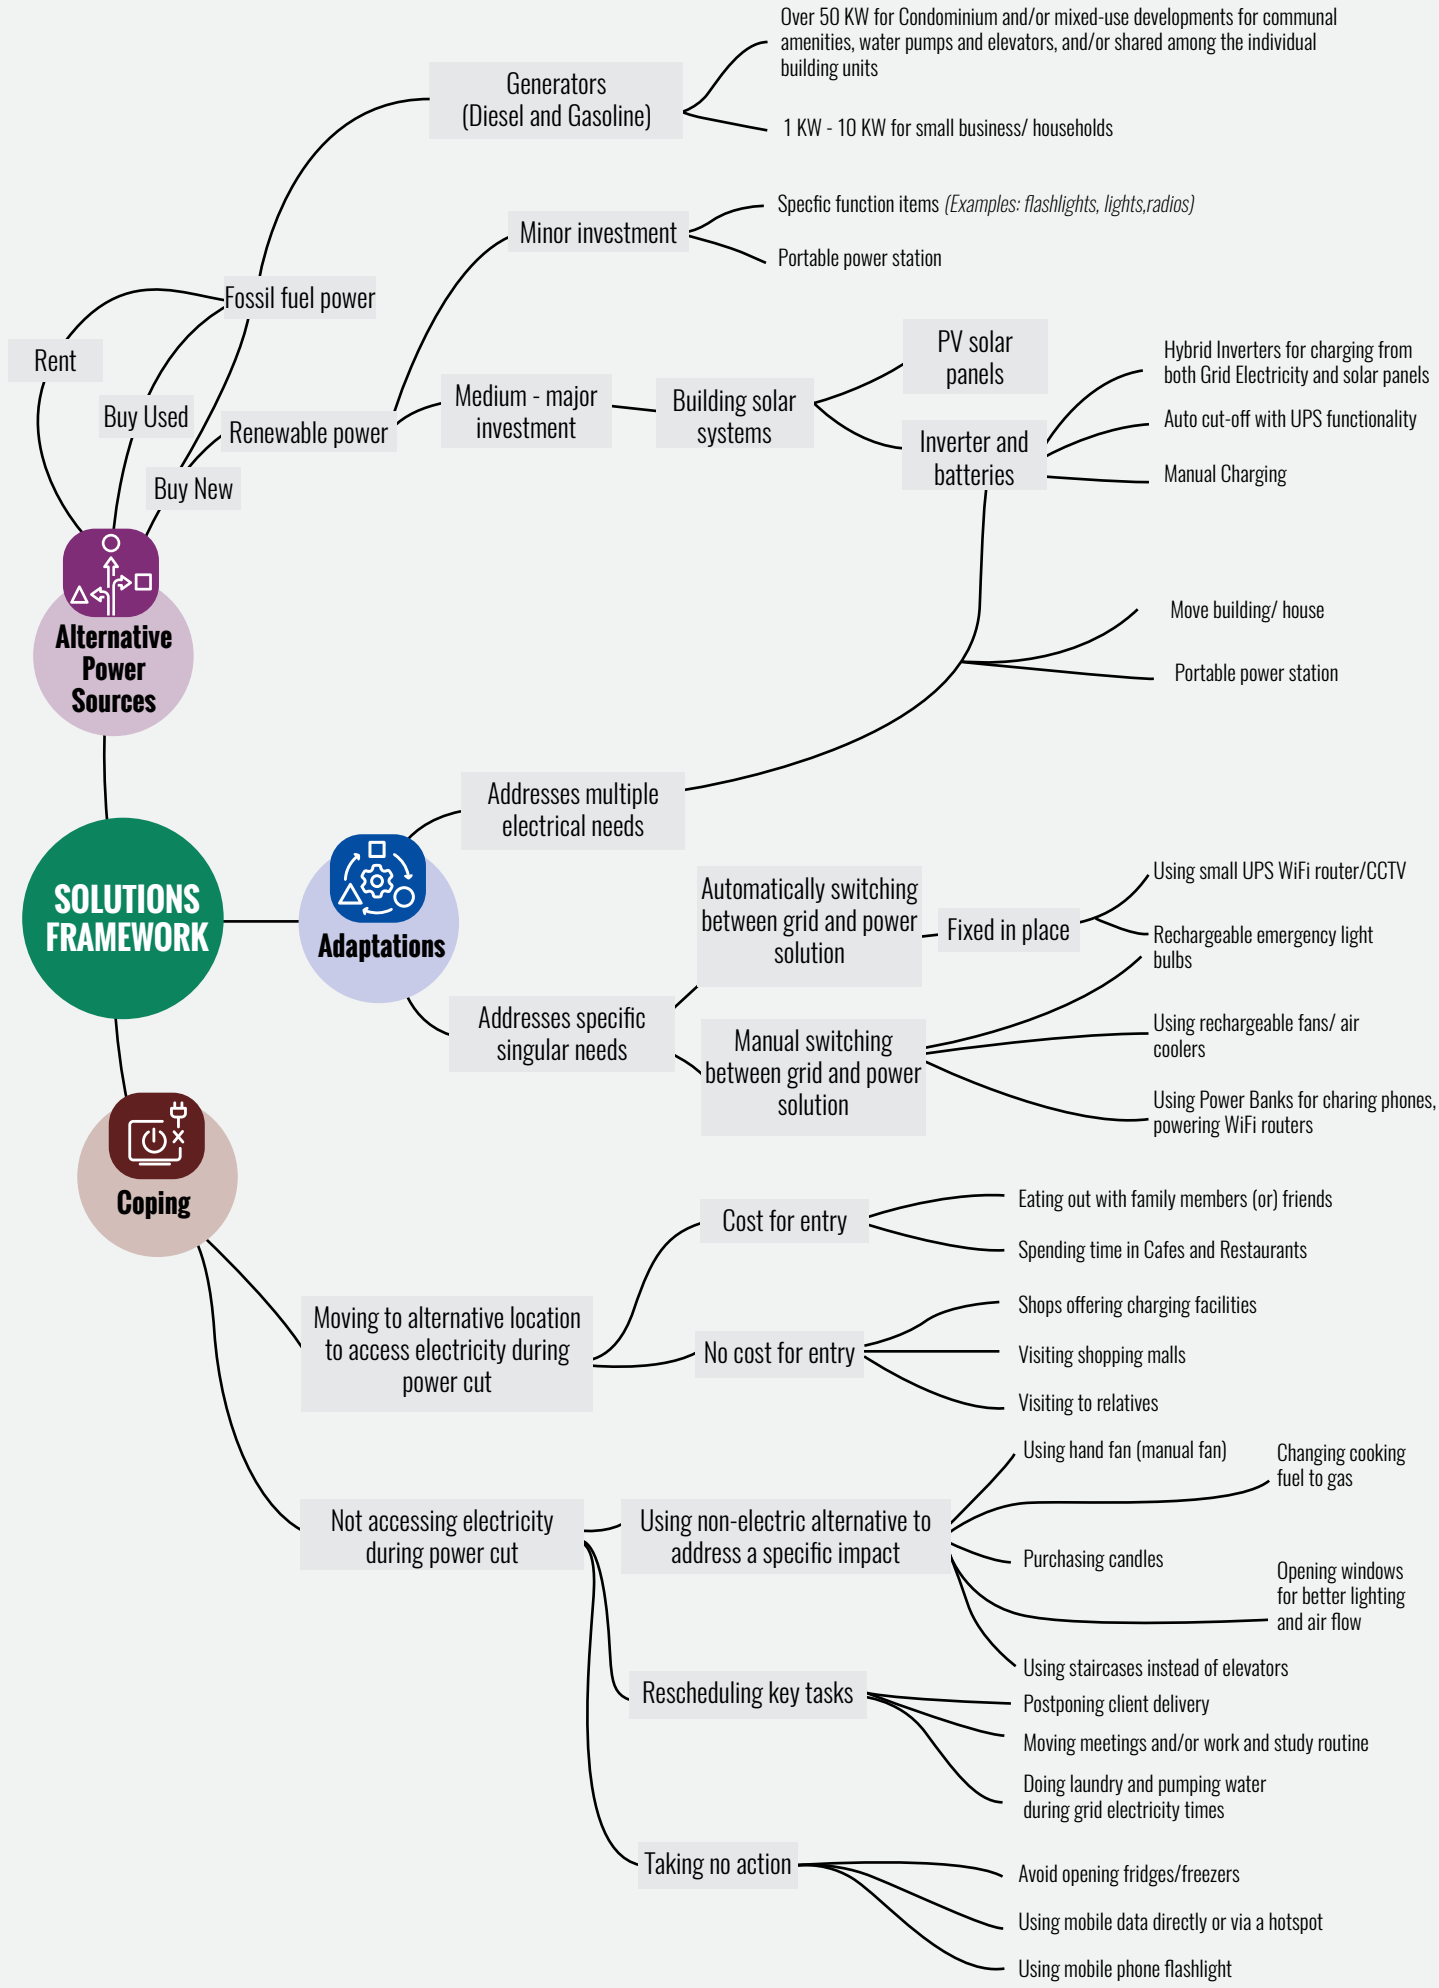 Over 50 KW for Condominium and/or mixed-use developments for communal
amenities, water pumps and elevators, and/or shared among the individual
building units
Generators
(Diesel and Gasoline)
1 KW - 10 KW for small business/ households
Specfic function items (Examples: flashlights, lights,radios)
Minor investment
Portable power station
Fossil fuel power
Rent
Buy Used
Renewable power
Buy New
Medium - major
investment
Building solar
systems
PV solar
panels
Inverter and
batteries
Hybrid Inverters for charging from
both Grid Electricity and solar panels
Auto cut-off with UPS functionality
Manual Charging
Alternative
Power
Sources
Move building/ house
Portable power station
Addresses multiple
electrical needs
SOLUTIONS
FRAMEWORK
Adaptations
Automatically switching
between grid and power
solution
Fixed in place
Using small UPS WiFi router/CCTV
Rechargeable emergency light
bulbs
Addresses specific
singular needs
Manual switching
between grid and power
solution
Using rechargeable fans/ air
coolers
Using Power Banks for charing phones,
powering WiFi routers
Coping
Cost for entry
Eating out with family members (or) friends
Spending time in Cafes and Restaurants
Moving to alternative location
to access electricity during
power cut
No cost for entry
Shops offering charging facilities
Visiting shopping malls
Visiting to relatives
Not accessing electricity
during power cut
Using non-electric alternative to
address a specific impact
Using hand fan (manual fan)
Changing cooking
fuel to gas
Purchasing candles
Opening windows
for better lighting
and air flow
Using staircases instead of elevators
Rescheduling key tasks
Postponing client delivery
Moving meetings and/or work and study routine
Doing laundry and pumping water
during grid electricity times
Taking no action
Avoid opening fridges/freezers
Using mobile data directly or via a hotspot
Using mobile phone flashlight